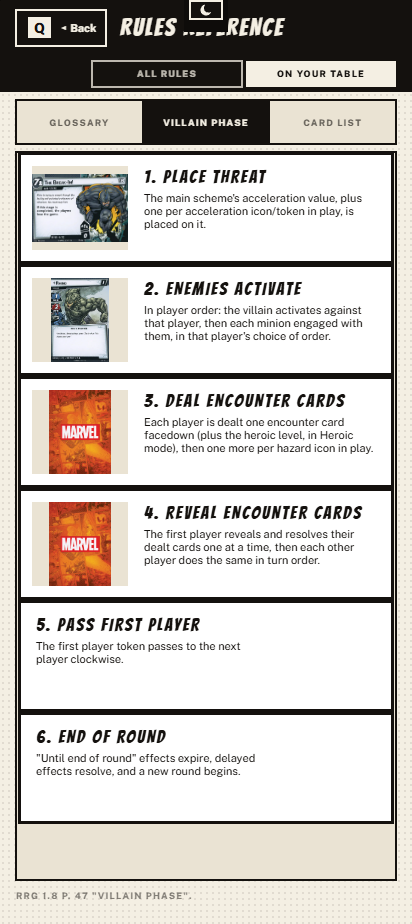 Q ◂ Back RULES
ALL RULES ON YOUR TABLE
GLOSSARY VILLAIN PHASE CARD LIST
1. PLACE THREAT
The main scheme's acceleration value, plus
one per acceleration icon/token in play, is
placed on it.
2. ENEMIES ACTIVATE
In player order: the villain activates against
that player, then each minion engaged with
them, in that player's choice of order.
MARVEL
3. DEAL ENCOUNTER CARDS
Each player is dealt one encounter card
facedown (plus the heroic level, in Heroic
mode), then one more per hazard icon in play.
MARVEL
4. REVEAL ENCOUNTER CARDS
The first player reveals and resolves their
dealt cards one at a time, then each other
player does the same in turn order.
5. PASS FIRST PLAYER
The first player token passes to the next
player clockwise.
6. END OF ROUND
"Until end of round" effects expire, delayed
effects resolve, and a new round begins.
RRG 1.8 P. 47 "VILLAIN PHASE".